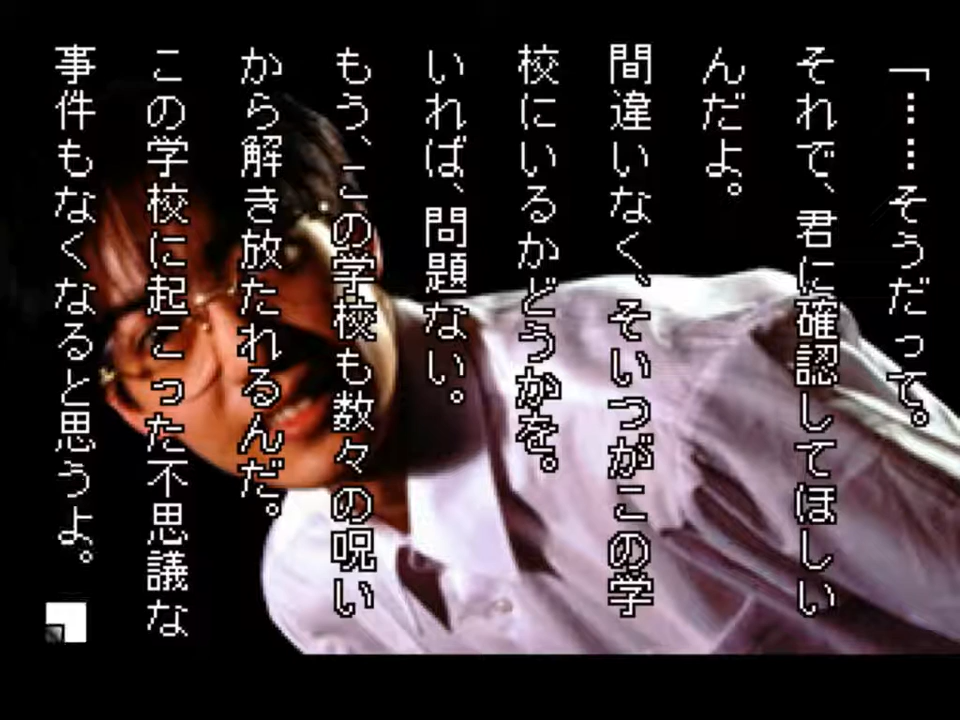 「……そうだって。
それで、君に確認してほしい
んだよ。
間違いなく、そいつがこの学
校にいるかどうかを。
いれば、問題ない。
もう、この学校も数々の呪い
から解き放たれるんだ。
この学校に起こった不思議な
事件もなくなると思うよ。